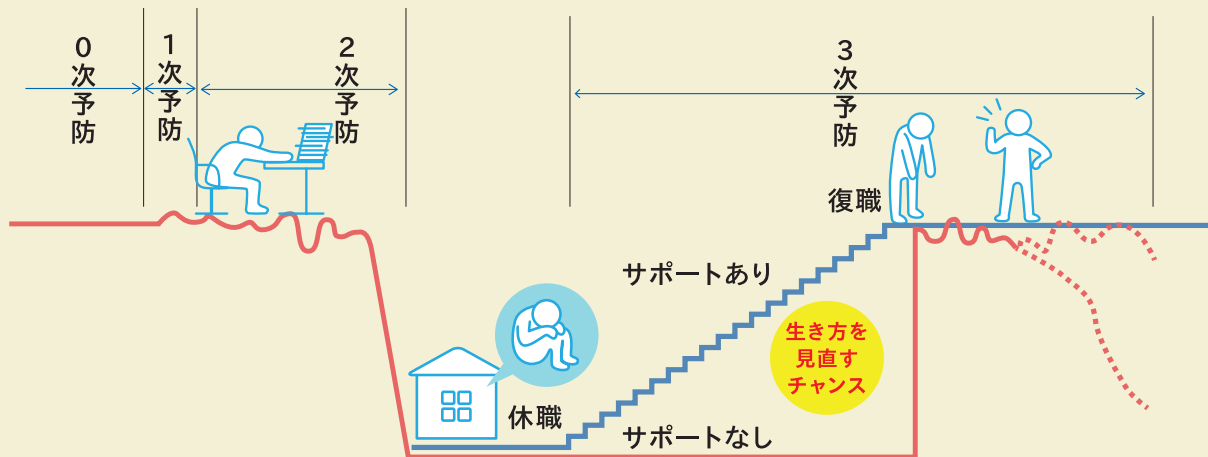 0次予防
1次予防
2次予防
3次予防
復職
サポートあり
生き方を
見直す
チャンス
休職
サポートなし